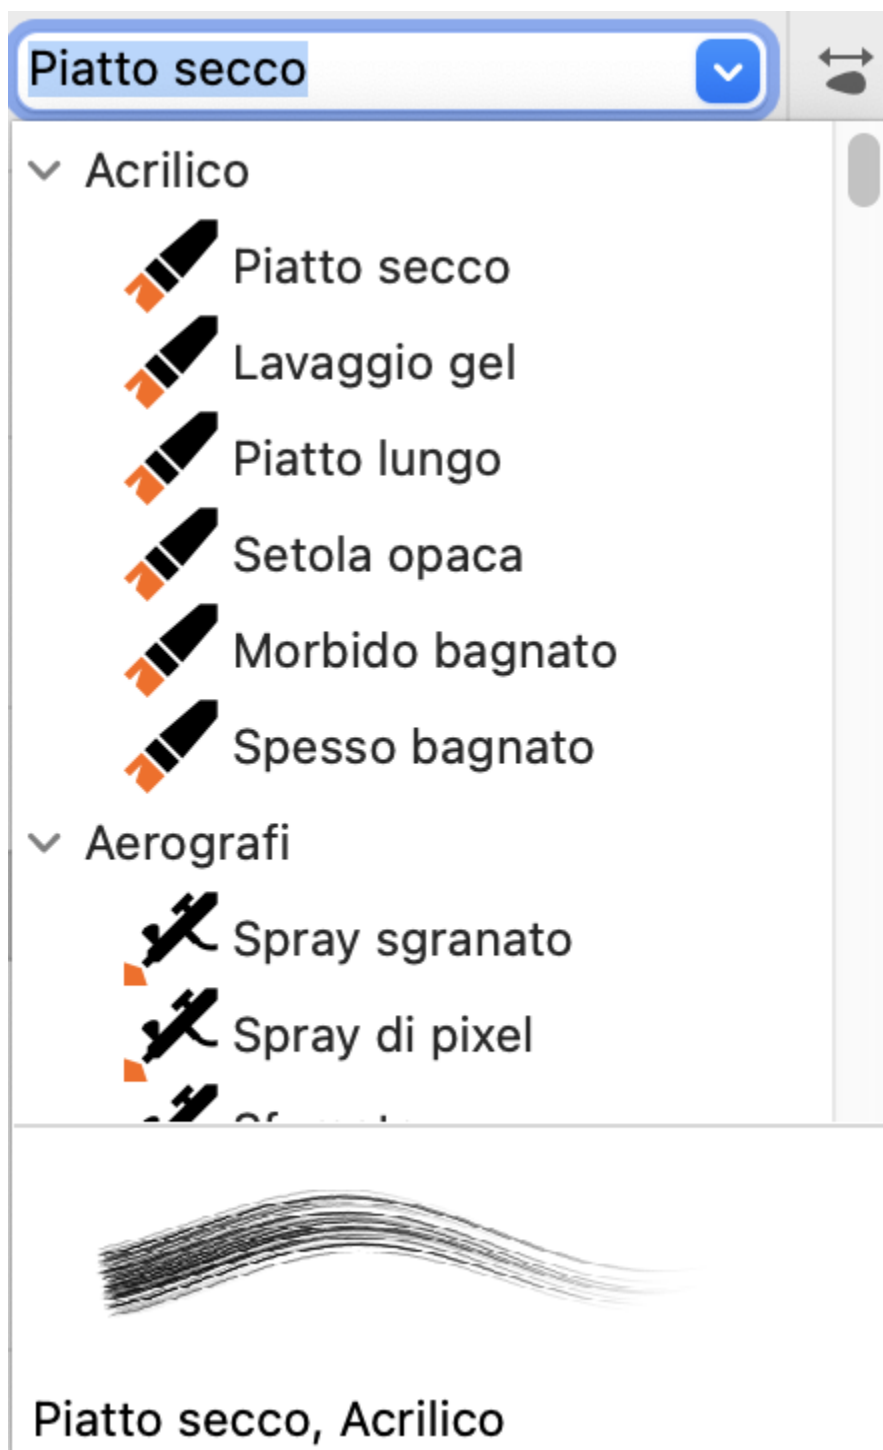 Piatto secco
Acrilico
Piatto secco
Lavaggio gel
Piatto lungo
Setola opaca
Morbido bagnato
Spesso bagnato
Aerografi
Spray sgranato
Spray di pixel
Piatto secco, Acrilico